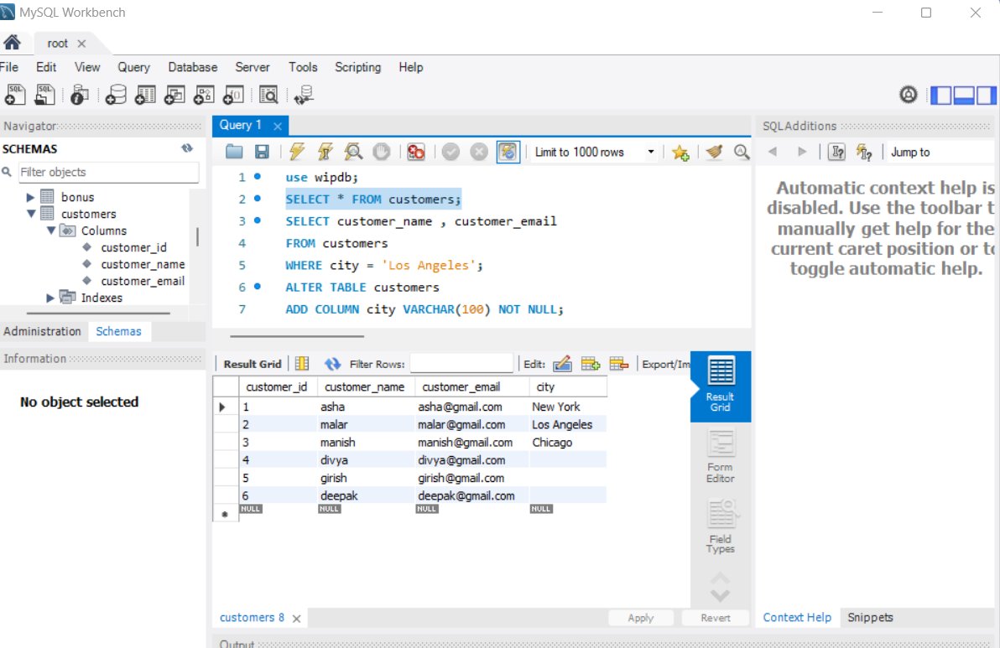 MySQL Workbench
root
File Edit View Query Database Server Tools Scripting Help
Navigator
SCHEMAS
Filter objects
bonus
customers
Columns
customer_id
customer_name
customer_email
Indexes
Administration Schemas
Information
No object selected
Query 1
Limit to 1000 rows
1 use wipdb;
2 SELECT * FROM customers;
3 SELECT customer_name , customer_email
4 FROM customers
5 WHERE city = 'Los Angeles';
6 ALTER TABLE customers
7 ADD COLUMN city VARCHAR(100) NOT NULL;
Result Grid Filter Rows: Edit: Export/Im
customer_id customer_name customer_email city
1 asha asha@gmail.com New York
2 malar malar@gmail.com Los Angeles
3 manish manish@gmail.com Chicago
4 divya divya@gmail.com
5 girish girish@gmail.com
6 deepak deepak@gmail.com
NULL NULL NULL NULL
Result
Grid
Form
Editor
Field
Types
customers 8
Apply Revert
Output
SQLAdditions
Jump to
Automatic context help is
disabled. Use the toolbar t
manually get help for the
current caret position or to
toggle automatic help.
Context Help Snippets